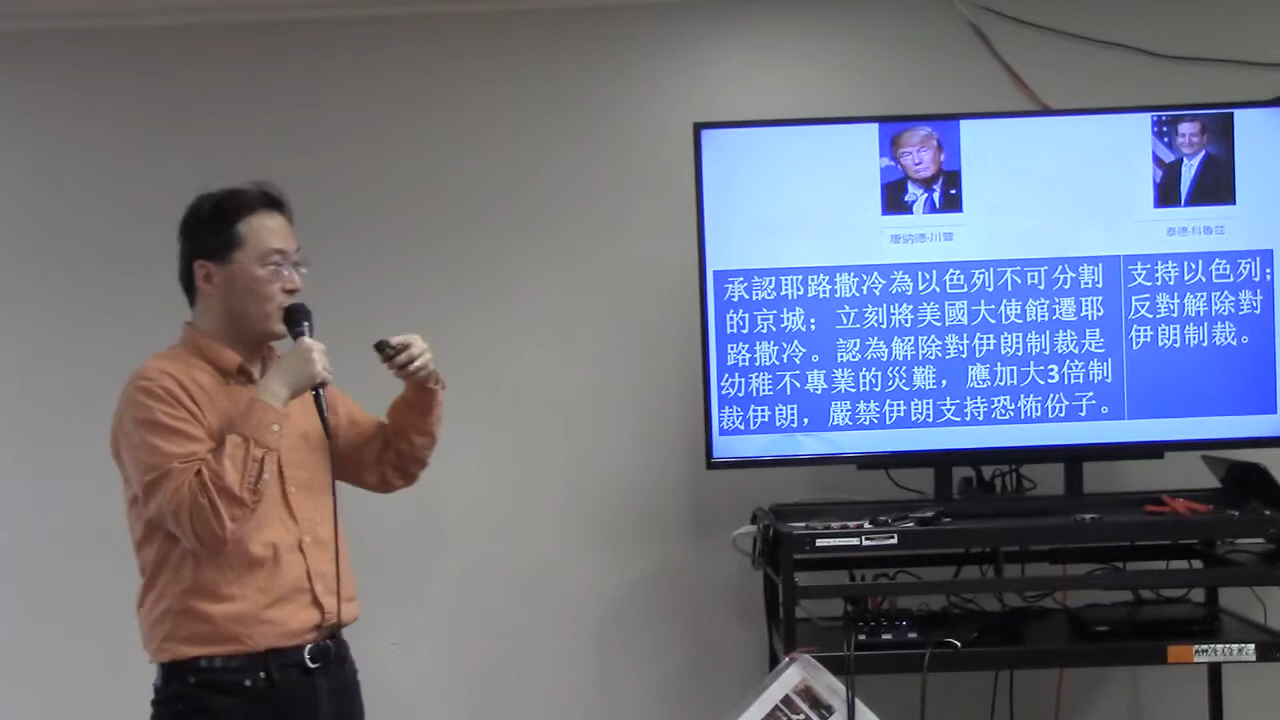 唐納德·川普
泰德·科魯茲
承認耶路撒冷為以色列不可分割
的京城；立刻將美國大使館遷耶
路撒冷。認為解除對伊朗制裁是
幼稚不專業的災難，應加大3倍制
裁伊朗，嚴禁伊朗支持恐怖份子。
支持以色列；
反對解除對
伊朗制裁。